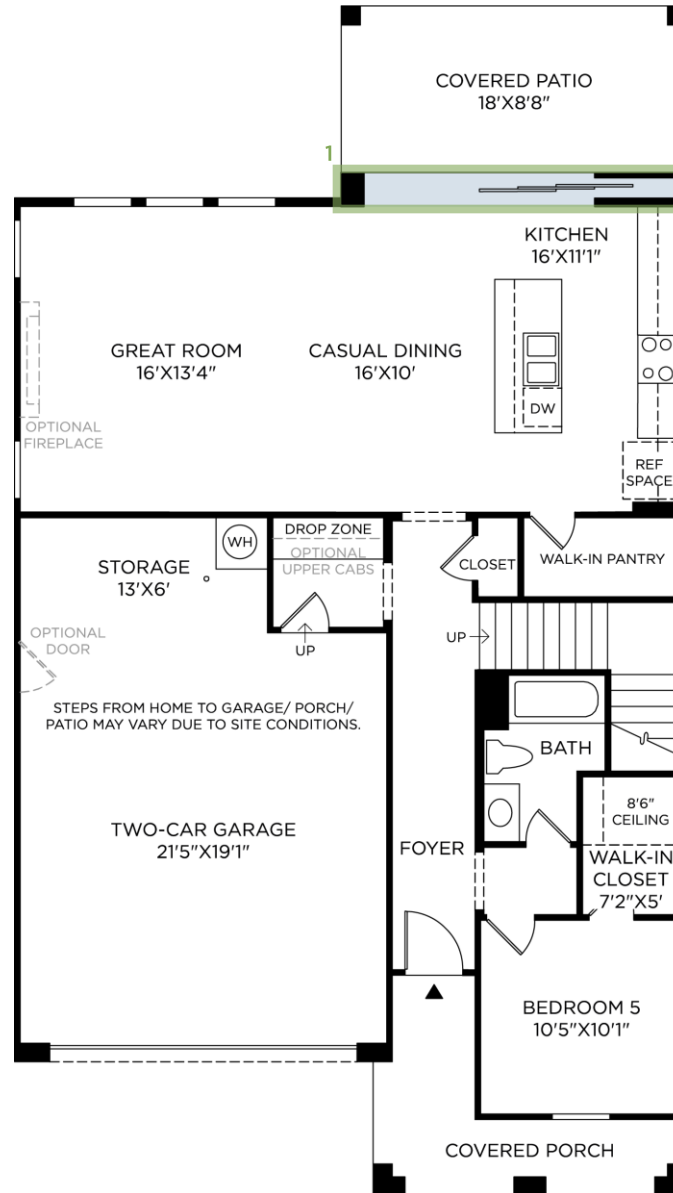 COVERED PATIO
18'X8'8"
1
KITCHEN
16'X11'1"
GREAT ROOM
16'X13'4"
CASUAL DINING
16'X10'
DW
OPTIONAL
FIREPLACE
REF
SPACE
WH
DROP ZONE
OPTIONAL
UPPER CABS
STORAGE
13'X6'
CLOSET
WALK-IN PANTRY
OPTIONAL
DOOR
UP
UP
STEPS FROM HOME TO GARAGE/ PORCH/
PATIO MAY VARY DUE TO SITE CONDITIONS.
BATH
TWO-CAR GARAGE
21'5"X19'1"
FOYER
8'6"
CEILING
WALK-IN
CLOSET
7'2"X5'
BEDROOM 5
10'5"X10'1"
COVERED PORCH